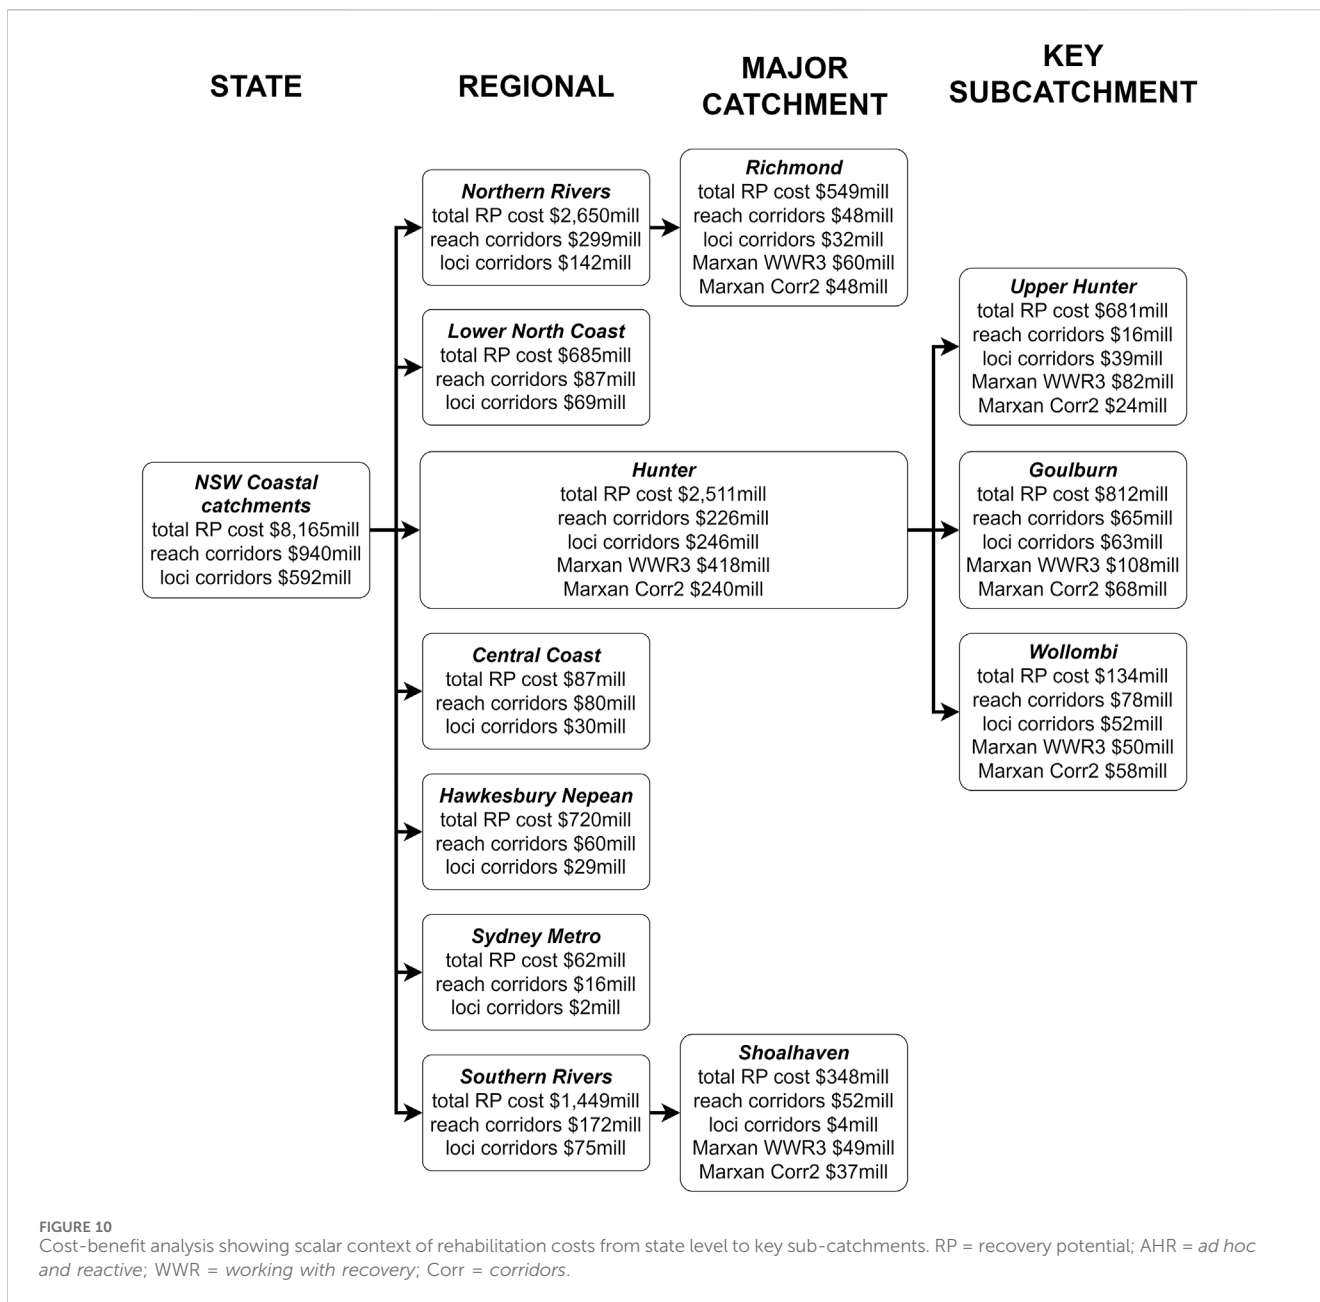 STATE
REGIONAL
MAJOR
CATCHMENT
KEY
SUBCATCHMENT
NSW Coastal
catchments
total RP cost $8,165mill
reach corridors $940mill
loci corridors $592mill
Northern Rivers
total RP cost $2,650mill
reach corridors $299mill
loci corridors $142mill
Lower North Coast
total RP cost $685mill
reach corridors $87mill
loci corridors $69mill
Hunter
total RP cost $2,511mill
reach corridors $226mill
loci corridors $246mill
Marxan WWR3 $418mill
Marxan Corr2 $240mill
Central Coast
total RP cost $87mill
reach corridors $80mill
loci corridors $30mill
Hawkesbury Nepean
total RP cost $720mill
reach corridors $60mill
loci corridors $29mill
Sydney Metro
total RP cost $62mill
reach corridors $16mill
loci corridors $2mill
Southern Rivers
total RP cost $1,449mill
reach corridors $172mill
loci corridors $75mill
Richmond
total RP cost $549mill
reach corridors $48mill
loci corridors $32mill
Marxan WWR3 $60mill
Marxan Corr2 $48mill
Shoalhaven
total RP cost $348mill
reach corridors $52mill
loci corridors $4mill
Marxan WWR3 $49mill
Marxan Corr2 $37mill
Upper Hunter
total RP cost $681mill
reach corridors $16mill
loci corridors $39mill
Marxan WWR3 $82mill
Marxan Corr2 $24mill
Goulburn
total RP cost $812mill
reach corridors $65mill
loci corridors $63mill
Marxan WWR3 $108mill
Marxan Corr2 $68mill
Wollombi
total RP cost $134mill
reach corridors $78mill
loci corridors $52mill
Marxan WWR3 $50mill
Marxan Corr2 $58mill
FIGURE 10
Cost-benefit analysis showing scalar context of rehabilitation costs from state level to key sub-catchments. RP = recovery potential; AHR = ad hoc
and reactive; WWR = working with recovery; Corr = corridors.